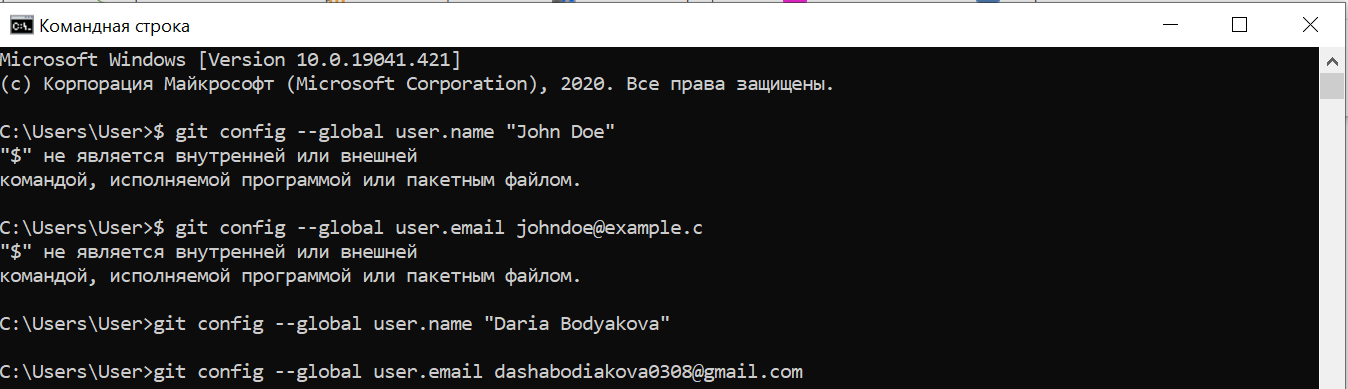 Командная строка
Microsoft Windows [Version 10.0.19041.421]
(c) Корпорация Майкрософт (Microsoft Corporation), 2020. Все права защищены.
C:\Users\User>$ git config --global user.name "John Doe"
"$" не является внутренней или внешней
командой, исполняемой программой или пакетным файлом.
C:\Users\User>$ git config --global user.email johndoe@example.c
"$" не является внутренней или внешней
командой, исполняемой программой или пакетным файлом.
C:\Users\User>git config --global user.name "Daria Bodyakova"
C:\Users\User>git config --global user.email dashabodiakova0308@gmail.com